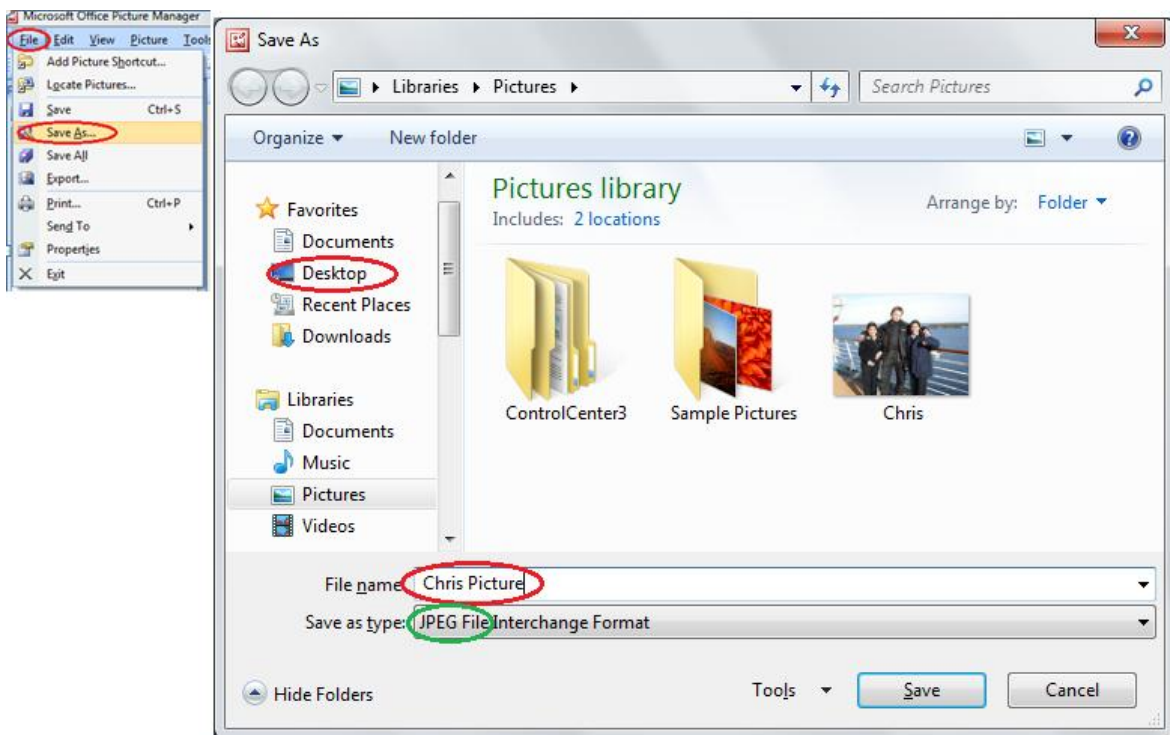 Microsoft Office Picture Manager
File Edit View Picture Tools
Add Picture Shortcut...
Locate Pictures...
Save Ctrl+S
Save As...
Save All
Export...
Print... Ctrl+P
Send To
Properties
Exit
Save As
Libraries Pictures
Search Pictures
Organize New folder
Pictures library
Includes: 2 locations
Arrange by: Folder
Favorites
Documents
Desktop
Recent Places
Downloads
Libraries
Documents
Music
Pictures
Videos
ControlCenter3
Sample Pictures
Chris
File name: Chris Picture
Save as type: JPEG File Interchange Format
Hide Folders
Tools
Save
Cancel